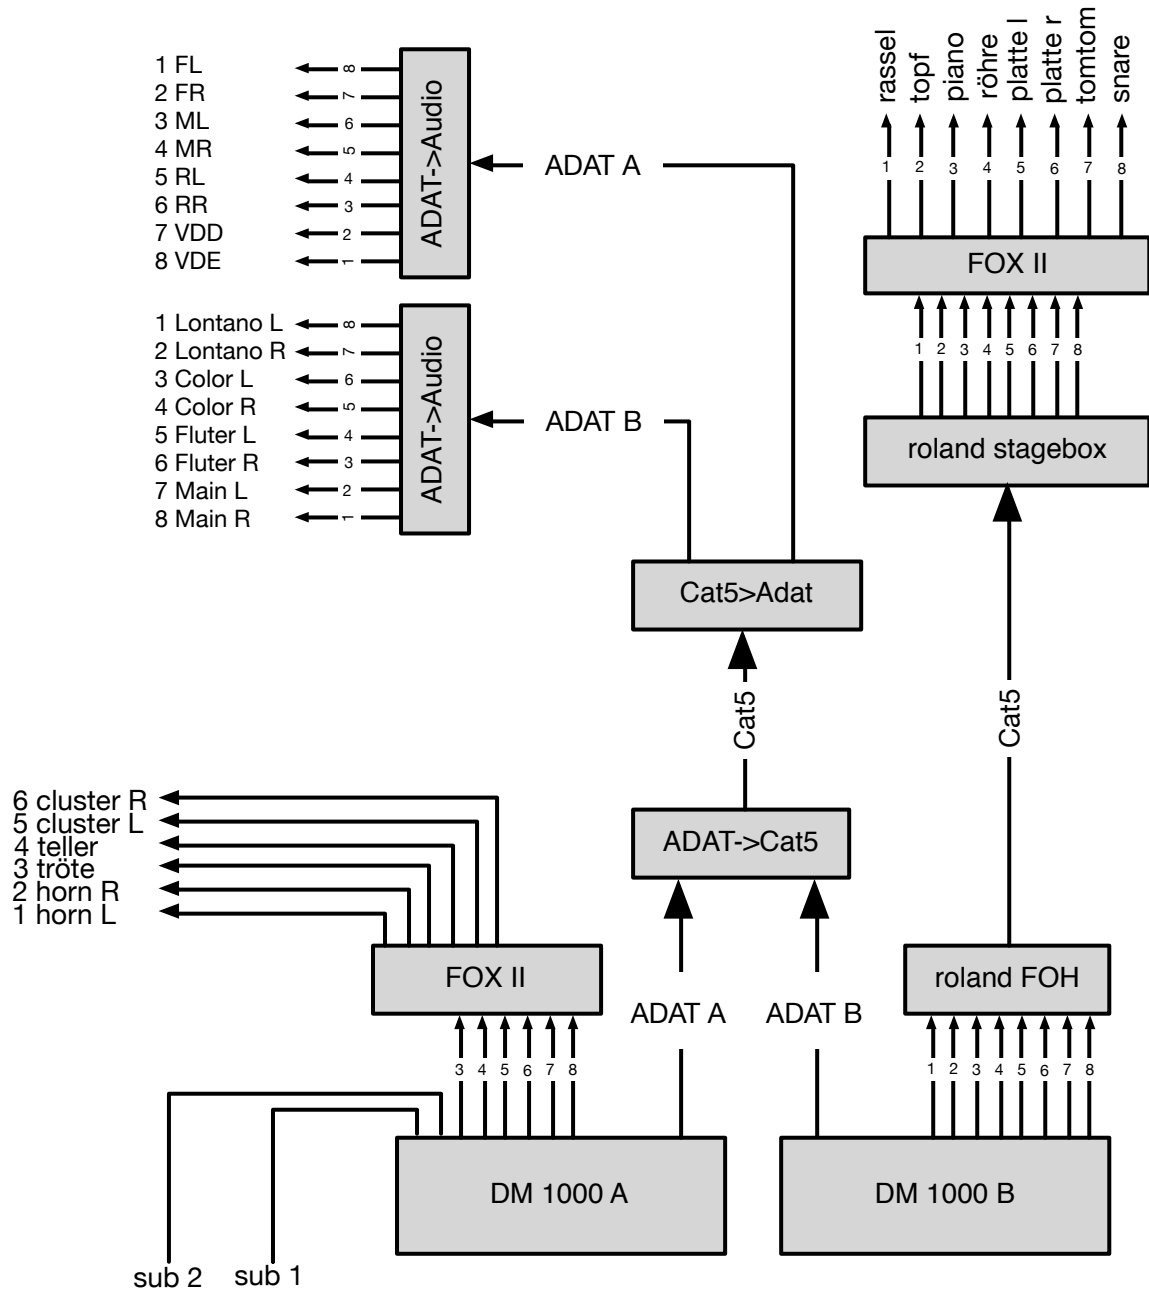 1 FL
2 FR
3 ML
4 MR
5 RL
6 RR
7 VDD
8 VDE
8
7
6
5
4
3
2
1
ADAT->Audio
ADAT A
1 Lontano L
2 Lontano R
3 Color L
4 Color R
5 Fluter L
6 Fluter R
7 Main L
8 Main R
8
7
6
5
4
3
2
1
ADAT->Audio
ADAT B
rassel
topf
piano
röhre
platte l
platte r
tomtom
snare
1 2 3 4 5 6 7 8
FOX II
1 2 3 4 5 6 7 8
roland stagebox
Cat5>Adat
Cat5
Cat5
ADAT->Cat5
6 cluster R
5 cluster L
4 teller
3 tröte
2 horn R
1 horn L
FOX II
ADAT A
ADAT B
roland FOH
3 4 5 6 7 8
1 2 3 4 5 6 7 8
DM 1000 A
DM 1000 B
sub 2
sub 1